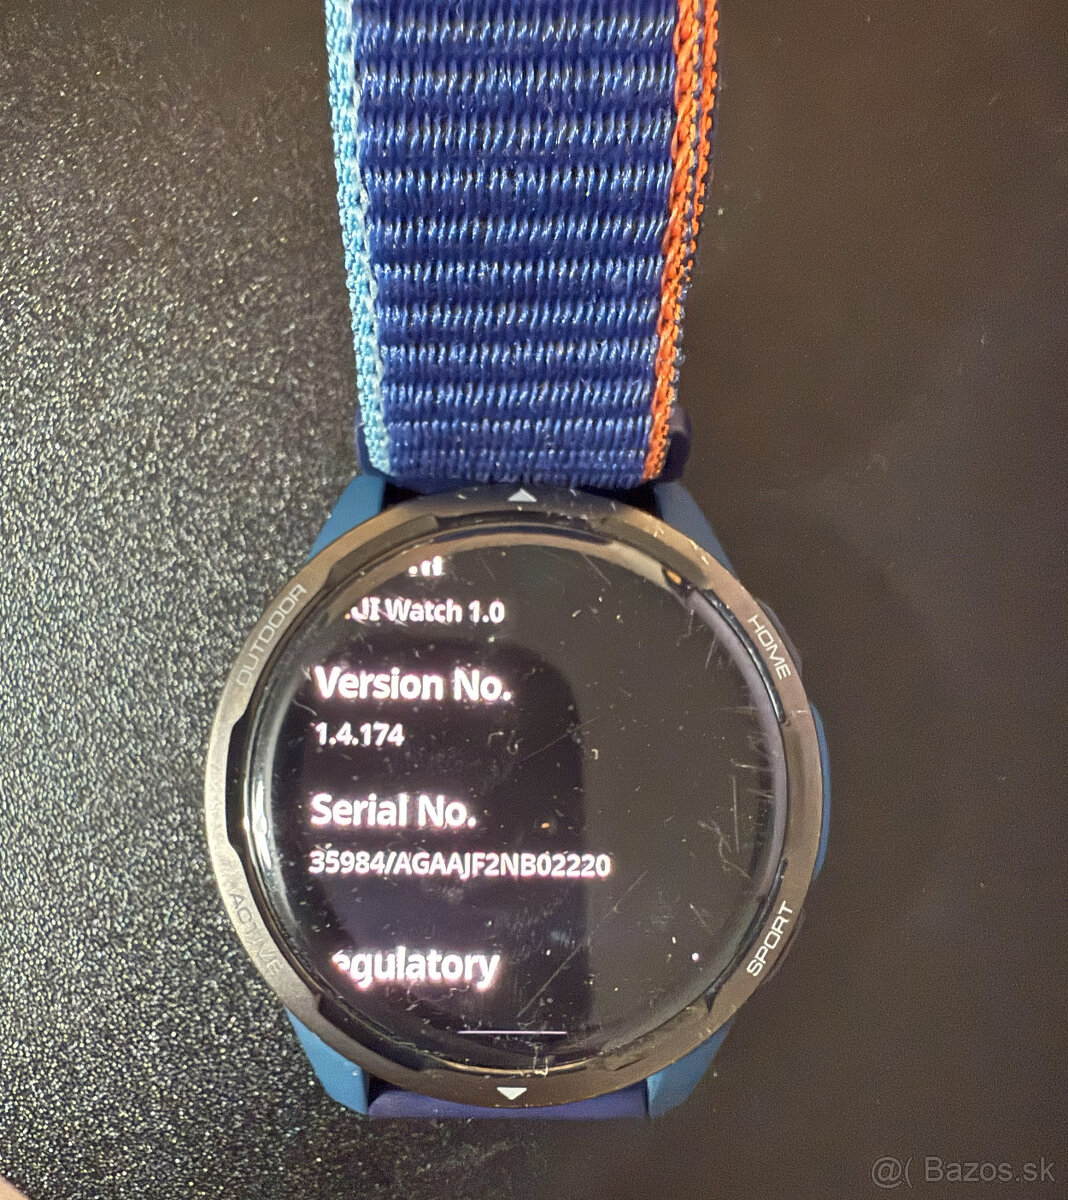 Watch 1.0
Version No.
1.4.174
Serial No.
35984/AGAAJF2NB02220
egulatory
OUTDOOR
HOME
ACTIVE
SPORT
@( Bazos.sk